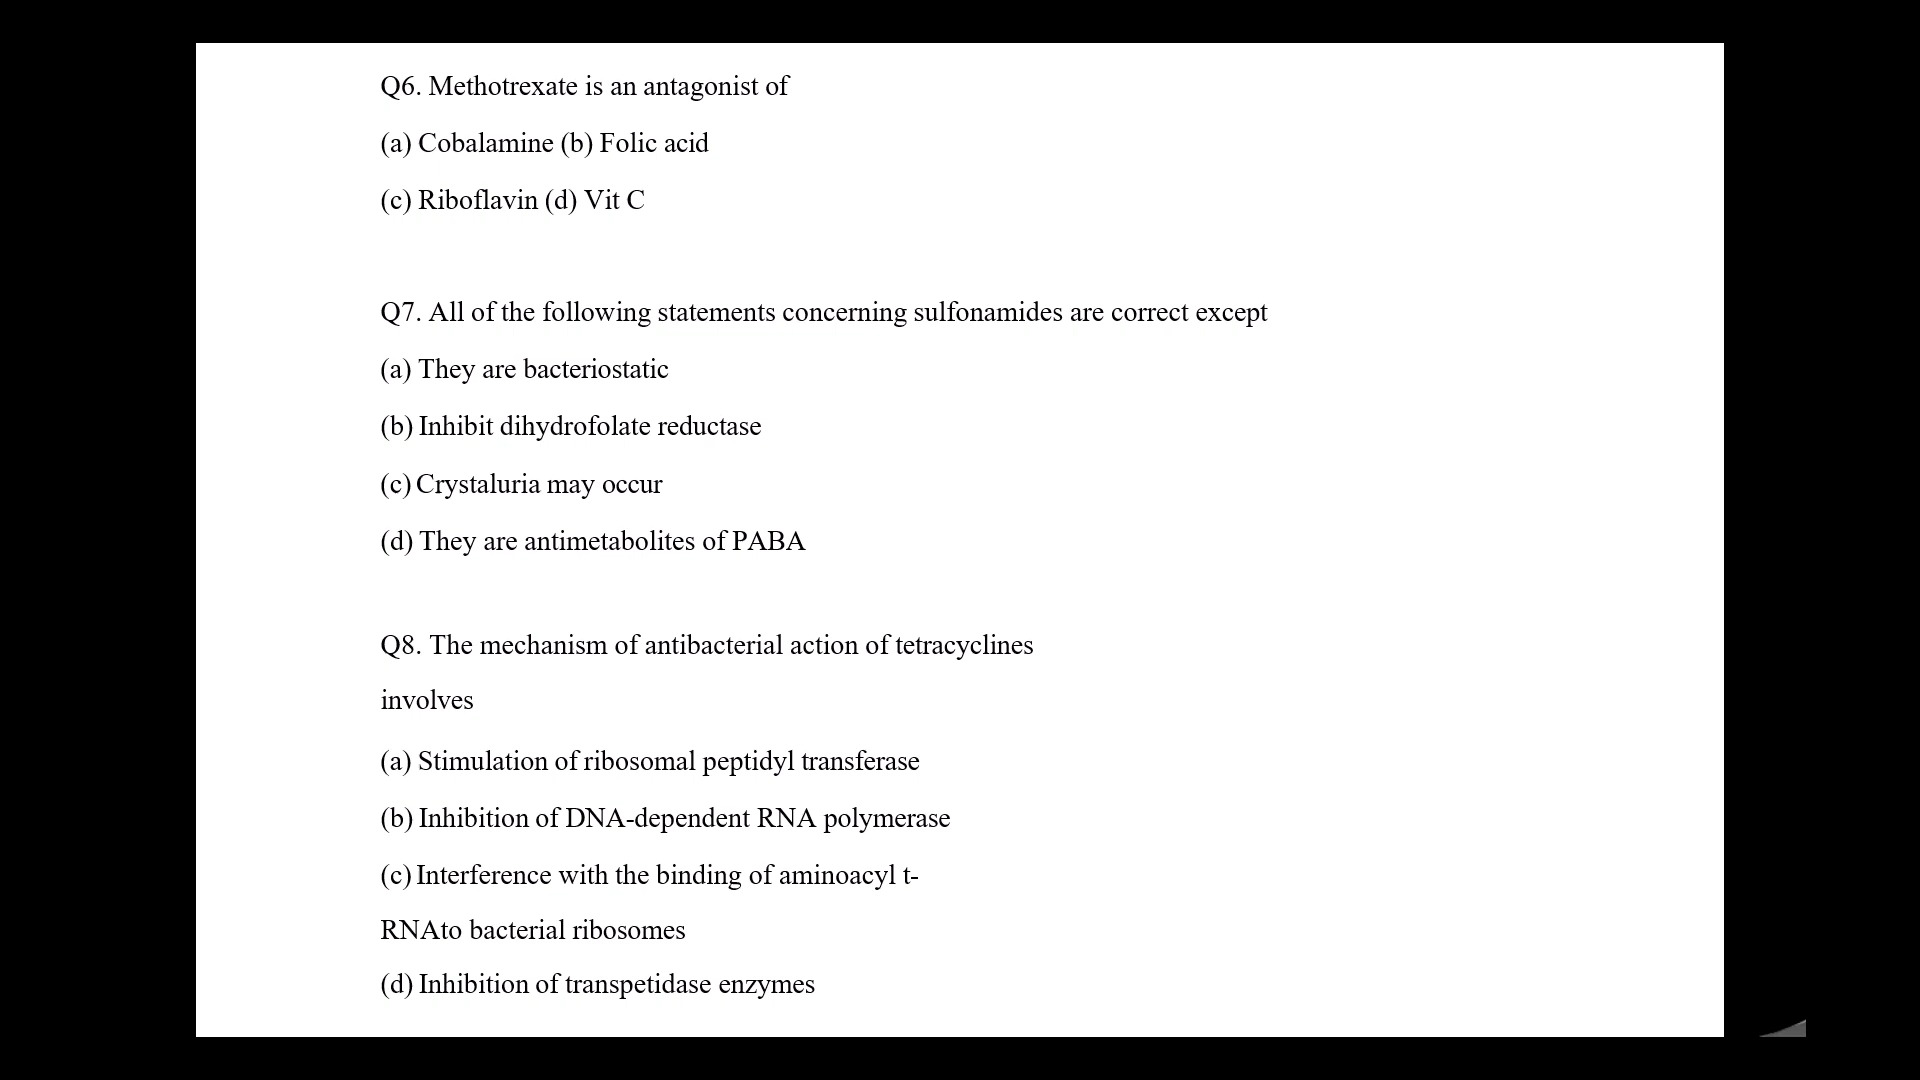 Q6. Methotrexate is an antagonist of
(a) Cobalamine (b) Folic acid
(c) Riboflavin (d) Vit C
Q7. All of the following statements concerning sulfonamides are correct except
(a) They are bacteriostatic
(b) Inhibit dihydrofolate reductase
(c) Crystaluria may occur
(d) They are antimetabolites of PABA
Q8. The mechanism of antibacterial action of tetracyclines
involves
(a) Stimulation of ribosomal peptidyl transferase
(b) Inhibition of DNA-dependent RNA polymerase
(c) Interference with the binding of aminoacyl t-
RNAto bacterial ribosomes
(d) Inhibition of transpetidase enzymes